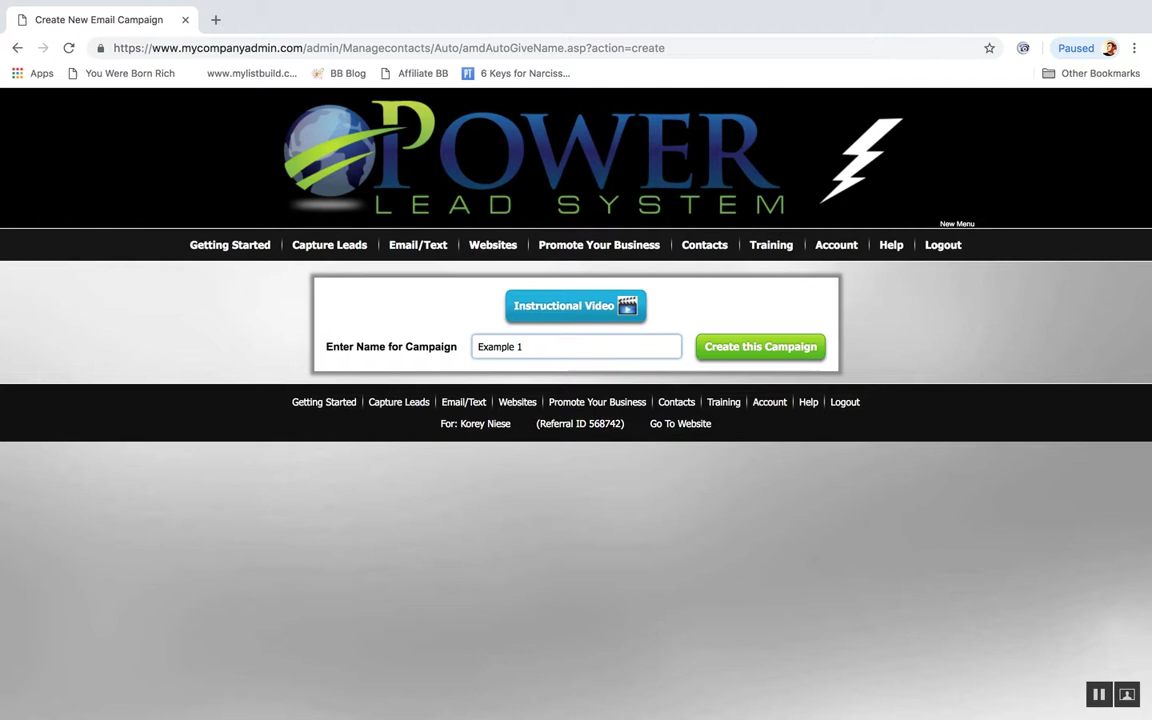 Create New Email Campaign
https://www.mycompanyadmin.com/admin/Managecontacts/Auto/amdAutoGiveName.asp?action=create
Paused
Apps
You Were Born Rich
www.mylistbuild.c...
BB Blog
Affiliate BB
PT
6 Keys for Narciss...
Other Bookmarks
POWER
LEAD SYSTEM
New Menu
Getting Started
Capture Leads
Email/Text
Websites
Promote Your Business
Contacts
Training
Account
Help
Logout
Instructional Video
Enter Name for Campaign
Example 1
Create this Campaign
Getting Started
Capture Leads
Email/Text
Websites
Promote Your Business
Contacts
Training
Account
Help
Logout
For: Korey Niese
(Referral ID 568742)
Go To Website